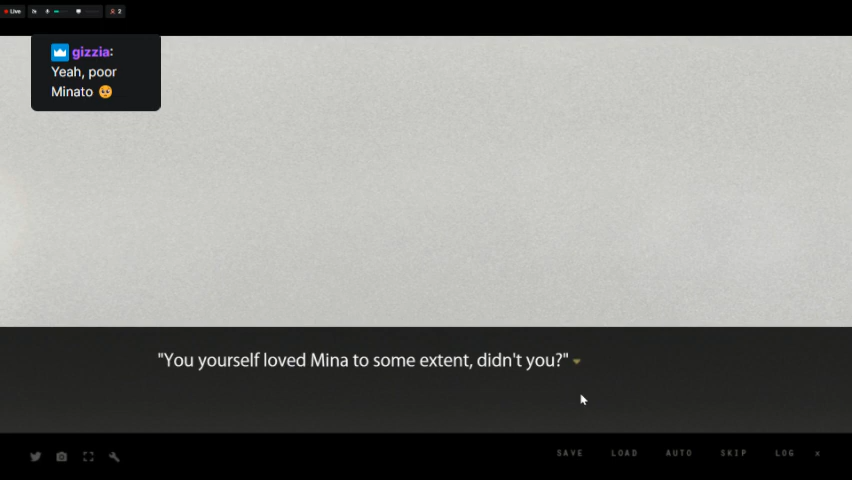 Live
1x
2
gizzia:
Yeah, poor
Minato 🥺
"You yourself loved Mina to some extent, didn't you?"
SAVE LOAD AUTO SKIP LOG ×